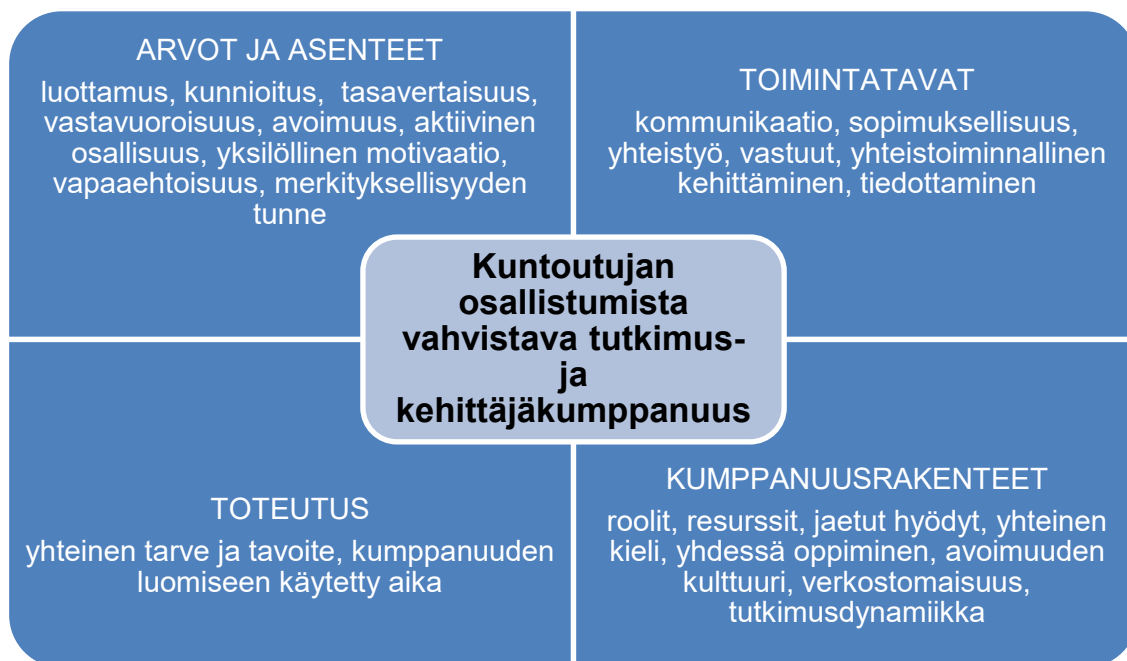 ARVOT JA ASENTEET
luottamus, kunnioitus, tasavertaisuus,
vastavuoroisuus, avoimuus, aktiivinen
osallisuus, yksilöllinen motivaatio,
vapaaehtoisuus, merkityksellisyyden
tunne
TOIMINTATAVAT
kommunikaatio, sopimuksellisuus,
yhteistyö, vastuut, yhteistoiminnallinen
kehittäminen, tiedottaminen
Kuntoutujan
osallistumista
vahvistava tutkimus-
ja
kehittäjäkumppanuus
TOTEUTUS
yhteinen tarve ja tavoite, kumppanuuden
luomiseen käytetty aika
KUMPPANUUSRAKENTEET
roolit, resurssit, jaetut hyödyt, yhteinen
kieli, yhdessä oppiminen, avoimuuden
kulttuuri, verkostomaisuus,
tutkimusdynamiikka